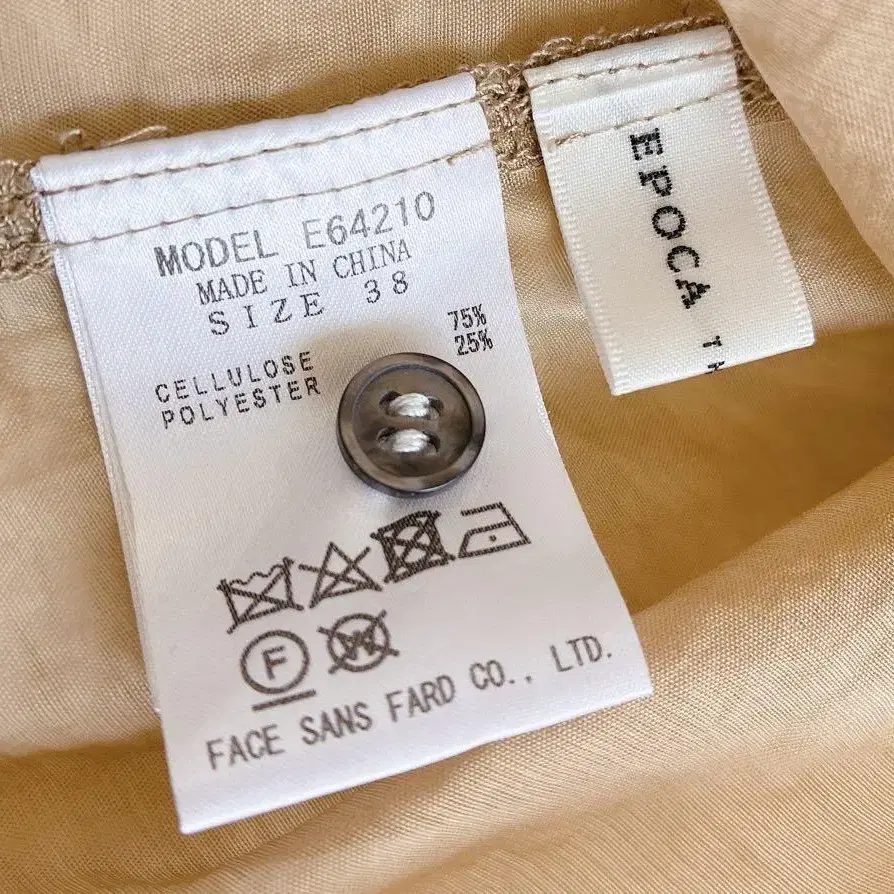 MODEL E64210
MADE IN CHINA
SIZE 38
CELLULOSE 75%
POLYESTER 25%
F
W
FACE SANS FARD CO., LTD.
EPOCA